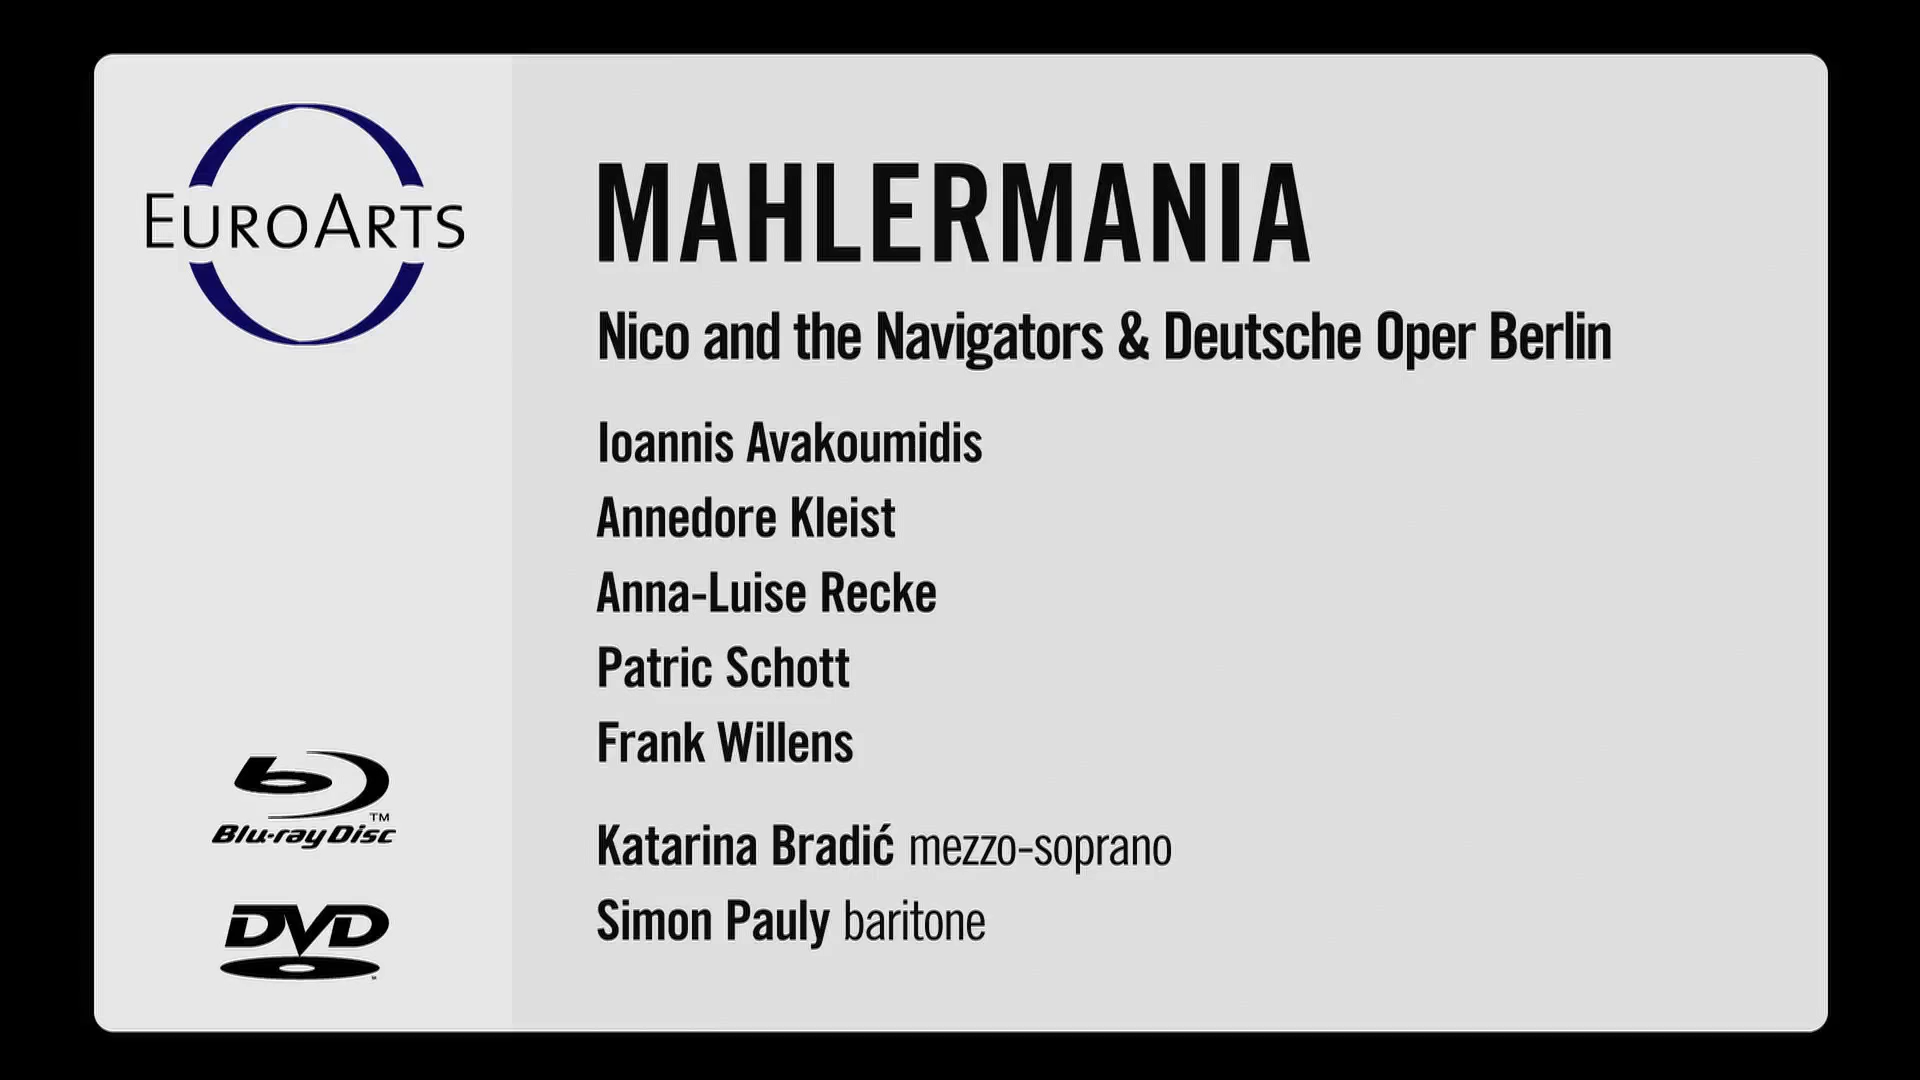 EUROARTS
MAHLERMANIA
Nico and the Navigators & Deutsche Oper Berlin
Ioannis Avakoumidis
Annedore Kleist
Anna-Luise Recke
Patric Schott
Frank Willens
Katarina Bradić mezzo-soprano
Simon Pauly baritone
TM
Blu-ray Disc
DVD